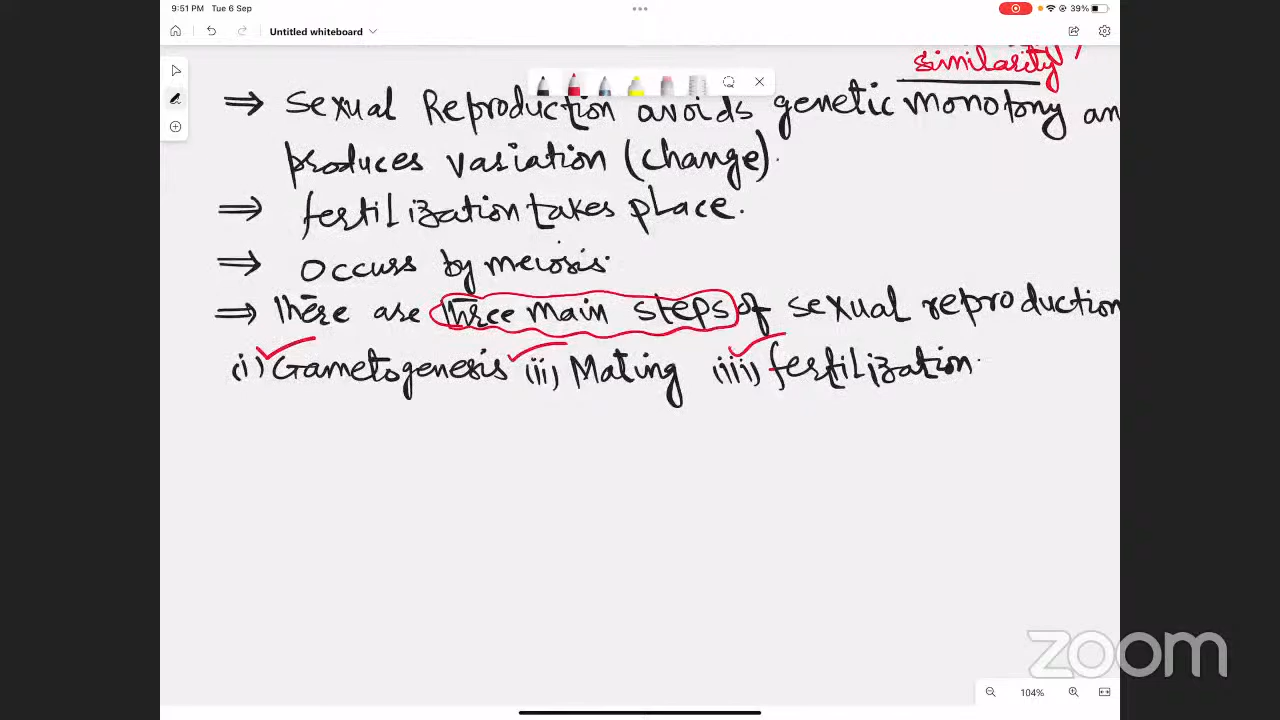 9:51 PM Tue 6 Sep
39%
Untitled whiteboard
similarity
⇒ Sexual Reproduction avoids genetic monotony an
produces variation (change).
⇒ fertilization takes place.
⇒ Occurs by meiosis.
⇒ There are three main steps of sexual reproduction
(i) Gametogenesis (ii) Mating (iii) fertilization.
zoom
104%